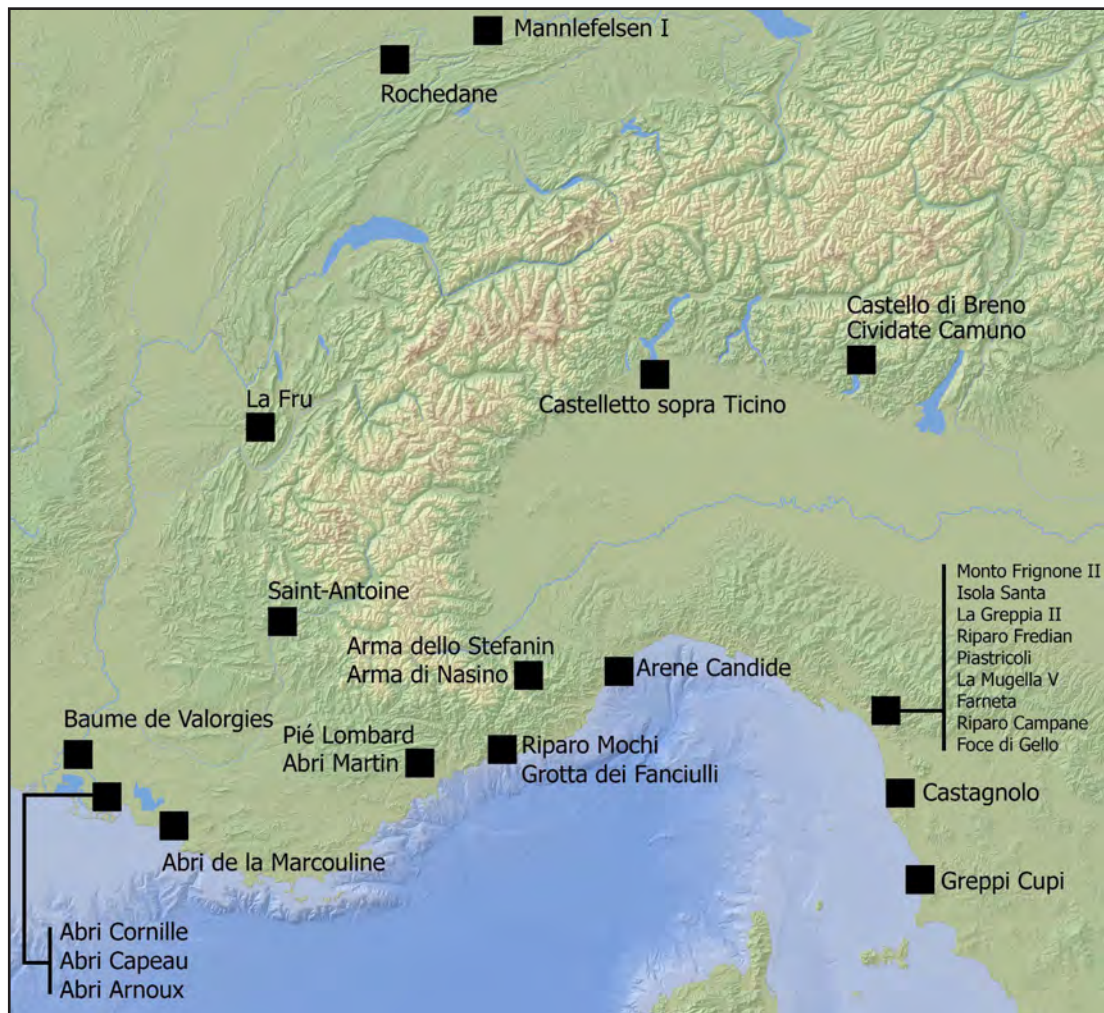 Mannlefelsen I
Rochedane
Castello di Breno
Cividate Camuno
La Fru
Castelletto sopra Ticino
Saint-Antoine
Monto Frignone II
Isola Santa
La Greppia II
Riparo Fredian
Piastricoli
La Mugella V
Farneta
Riparo Campane
Foce di Gello
Arma dello Stefanin
Arma di Nasino
Arene Candide
Baume de Valorgies
Pié Lombard
Abri Martin
Riparo Mochi
Grotta dei Fanciulli
Castagnolo
Abri de la Marcouline
Greppi Cupi
Abri Cornille
Abri Capeau
Abri Arnoux